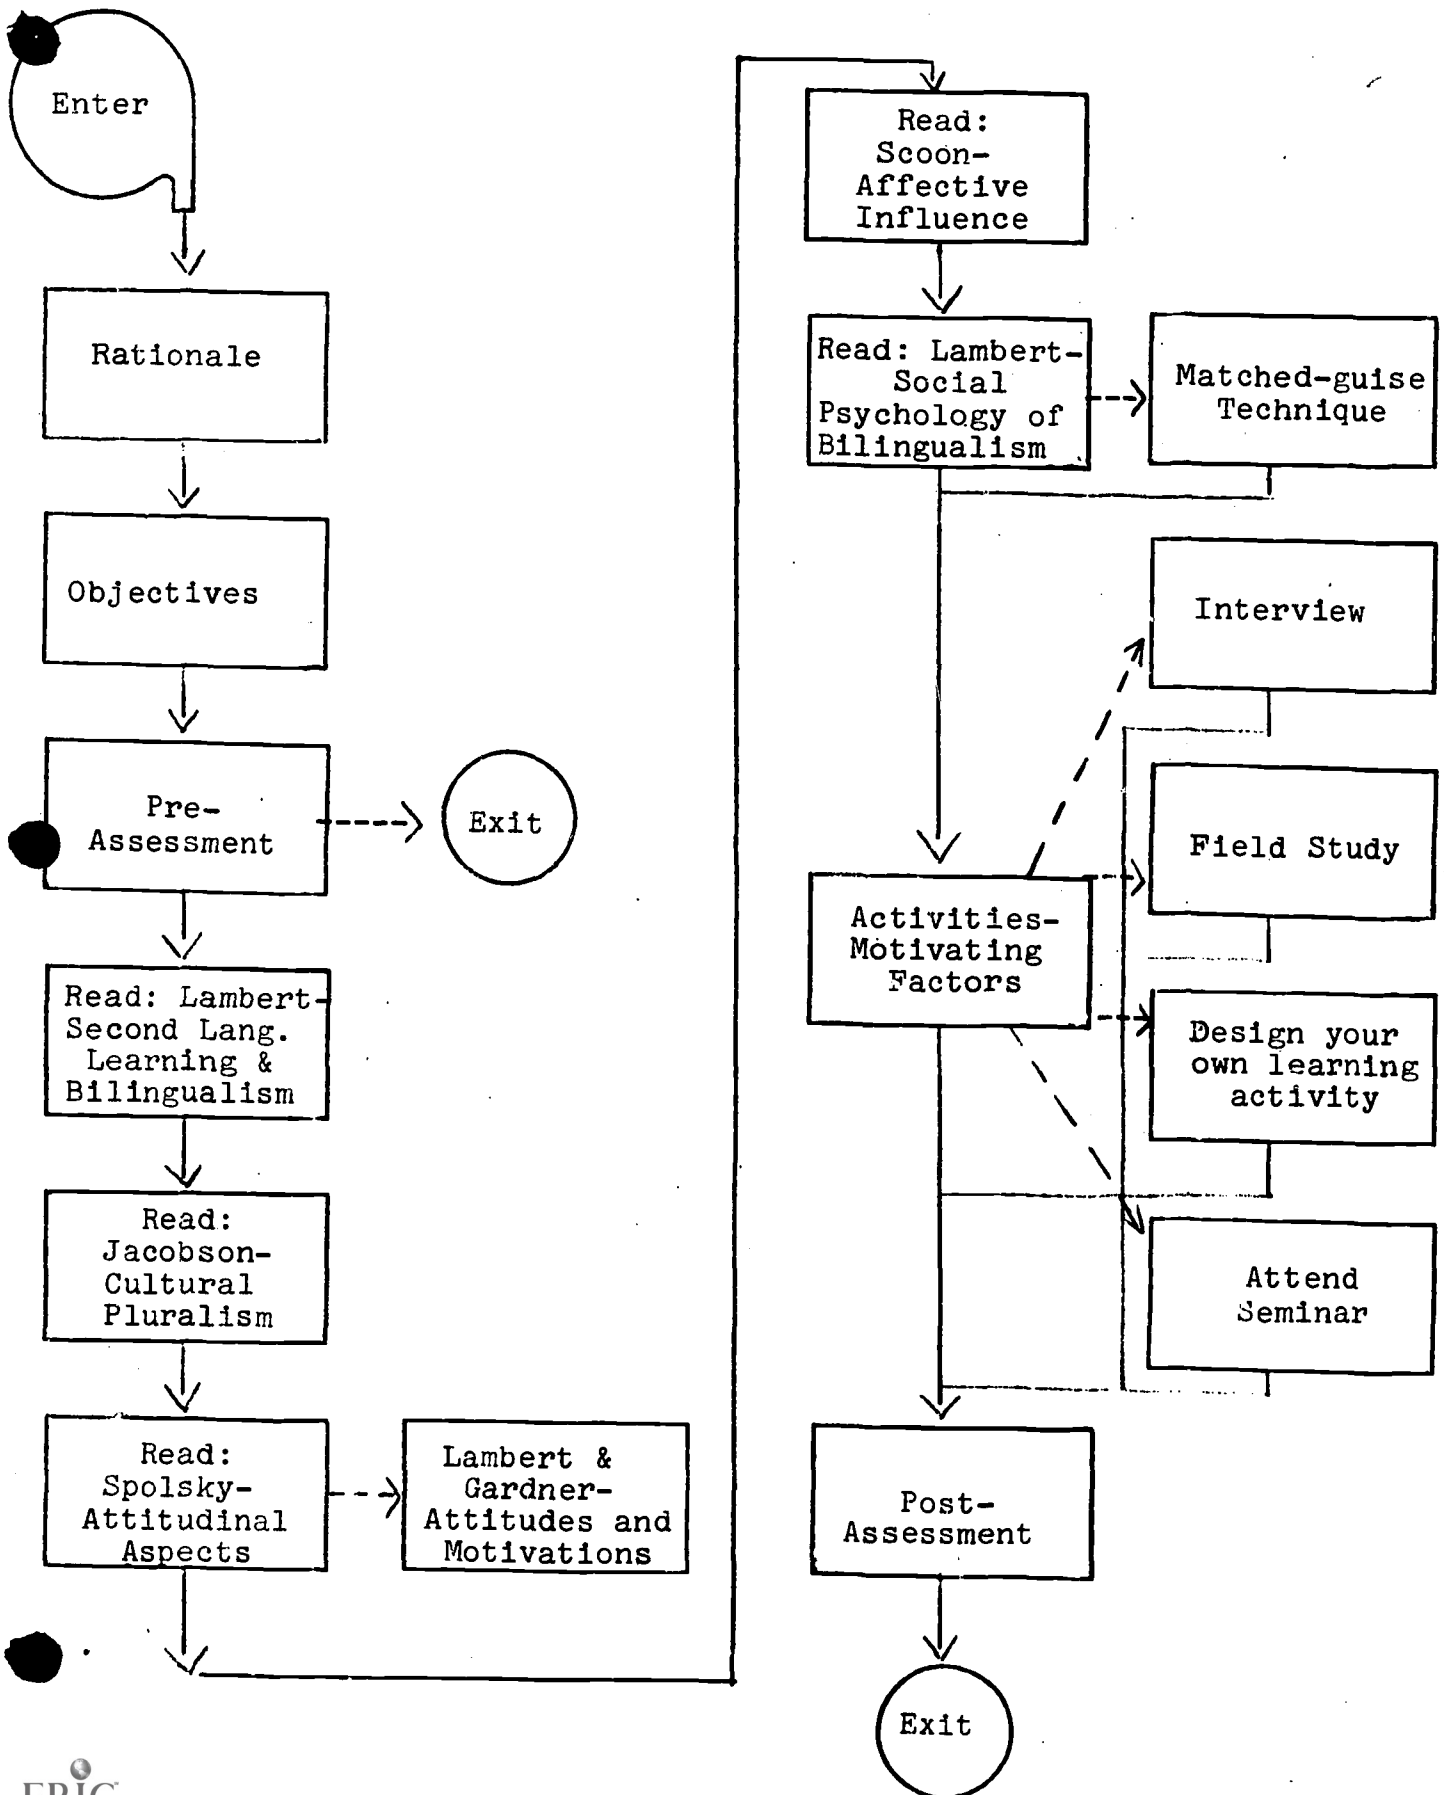 Enter
Rationale
Objectives
Pre-
Assessment
Exit
Read: Lambert-
Second Lang.
Learning &
Bilingualism
Read:
Jacobson-
Cultural
Pluralism
Read:
Spolsky-
Attitudinal
Aspects
Lambert &
Gardner-
Attitudes and
Motivations
Read:
Scoon-
Affective
Influence
Read: Lambert-
Social
Psychology of
Bilingualism
Matched-guise
Technique
Interview
Field Study
Activities-
Motivating
Factors
Design your
own learning
activity
Attend
Seminar
Post-
Assessment
Exit
ERIC